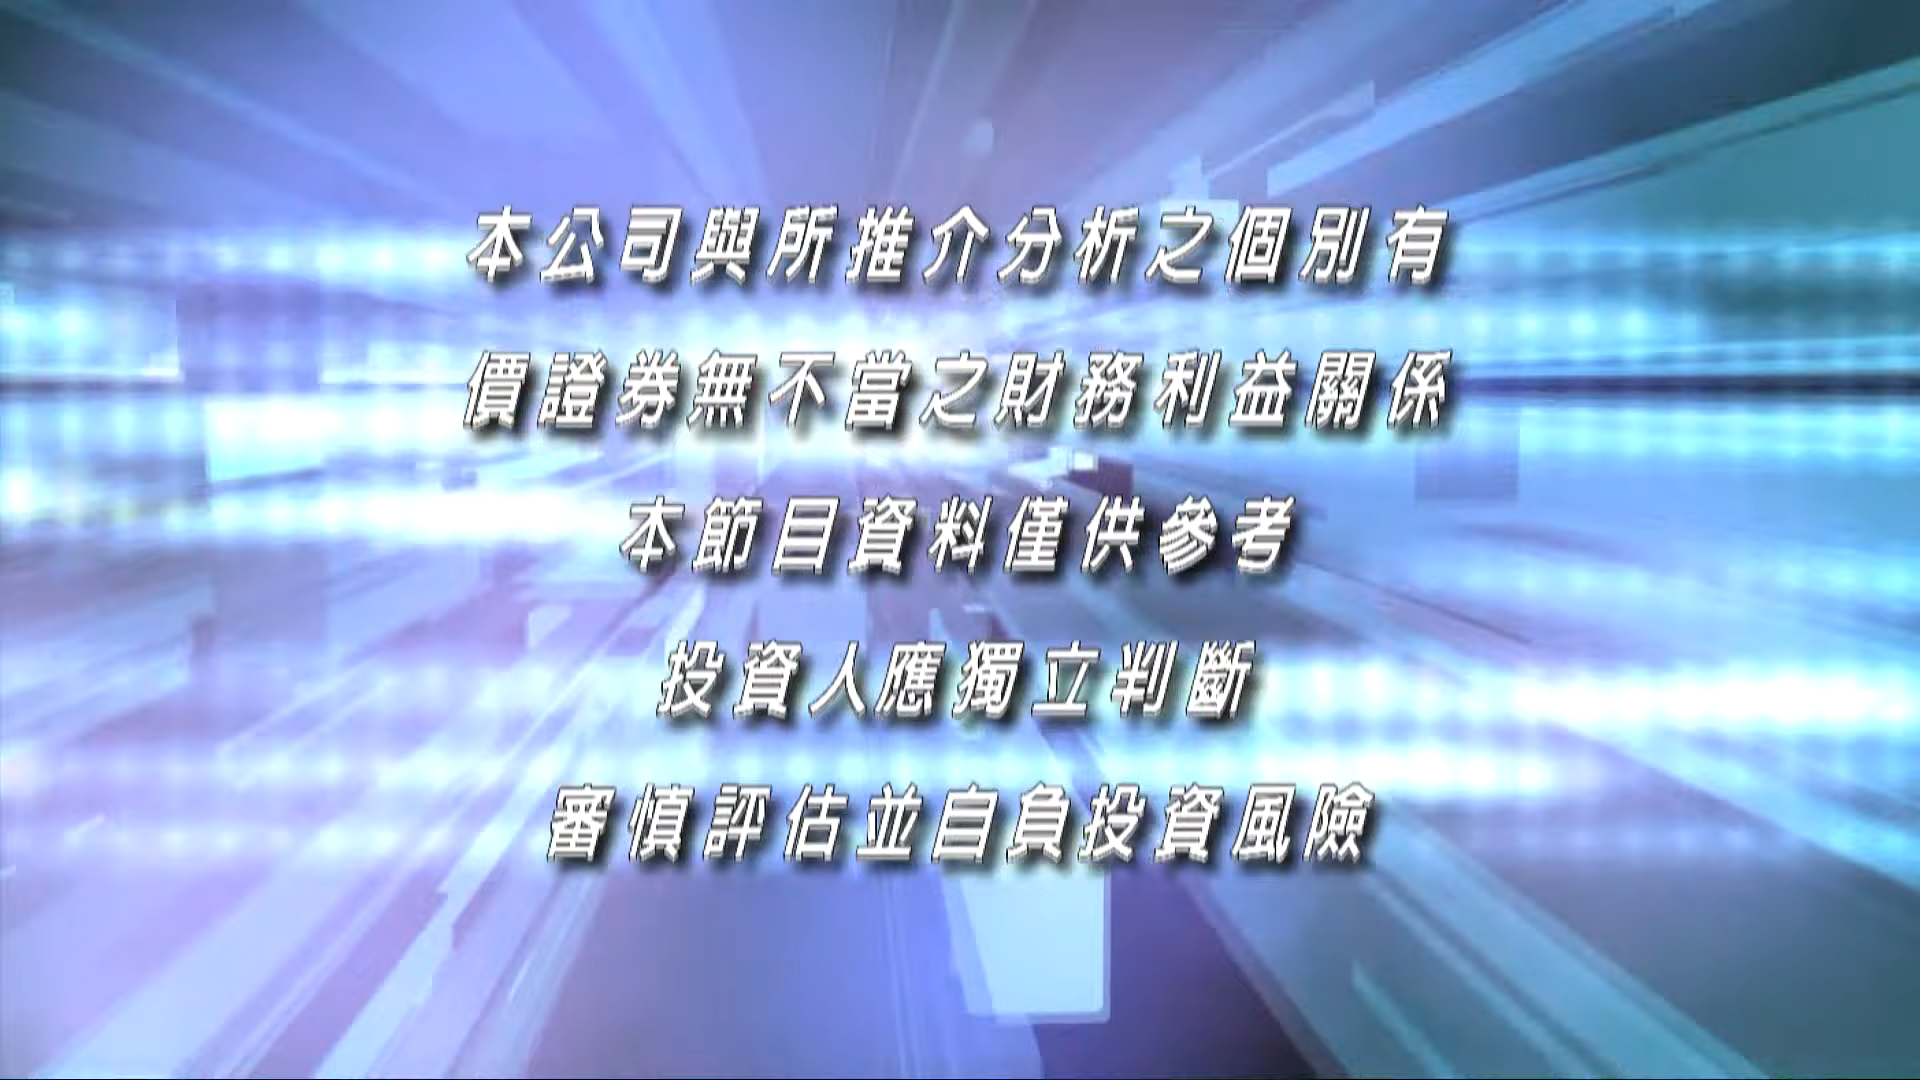 本公司與所推介分析之個別有
價證券無不當之財務利益關係
本節目資料僅供參考
投資人應獨立判斷
審慎評估並自負投資風險